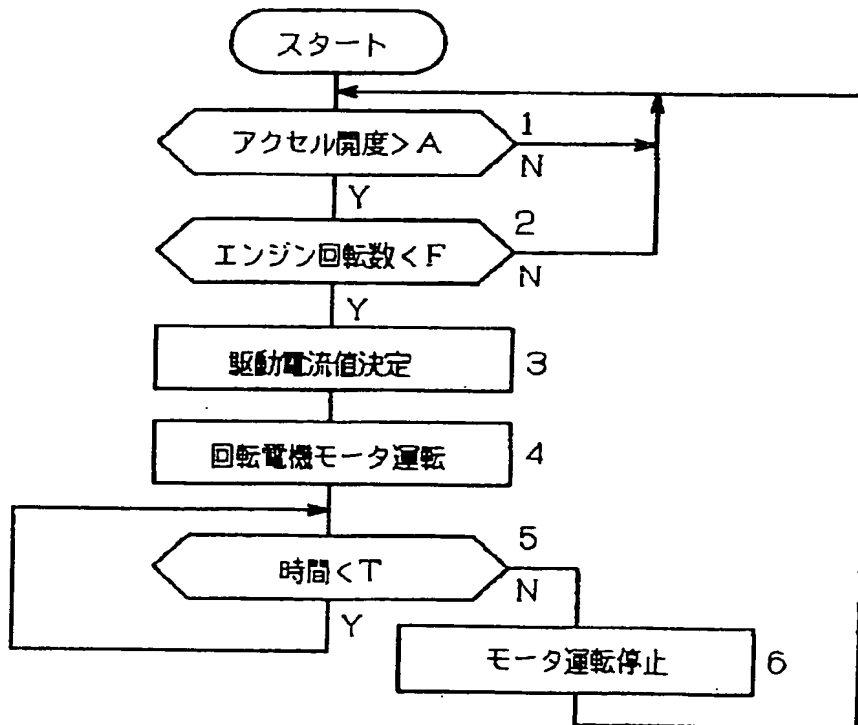 スタート
アクセル開度>A
1
N
Y
エンジン回転数<F
2
N
Y
駆動電流値決定
3
回転電機モータ運転
4
時間<T
5
N
Y
モータ運転停止
6